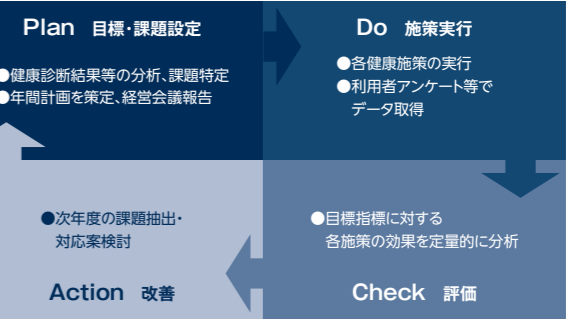 Plan 目標・課題設定
●健康診断結果等の分析、課題特定
●年間計画を策定、経営会議報告
Do 施策実行
●各健康施策の実行
●利用者アンケート等で
データ取得
●次年度の課題抽出・
対応案検討
Action 改善
●目標指標に対する
各施策の効果を定量的に分析
Check 評価